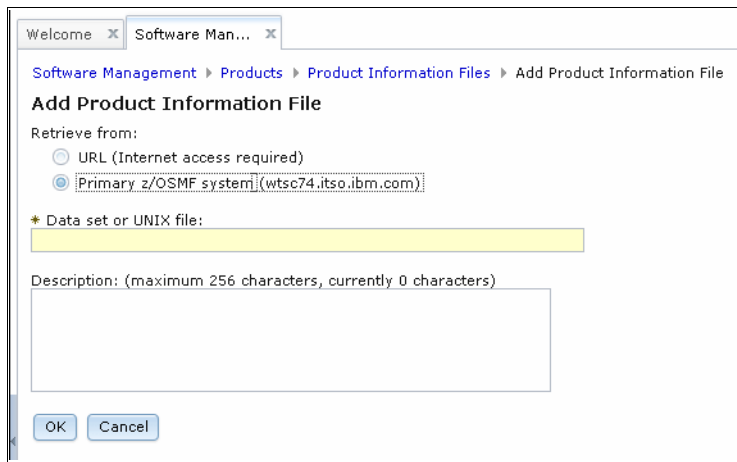 Welcome X Software Man... X
Software Management ▸ Products ▸ Product Information Files ▸ Add Product Information File
Add Product Information File
Retrieve from:
URL (Internet access required)
Primary z/OSMF system (wtsc74.itso.ibm.com)
* Data set or UNIX file:
Description: (maximum 256 characters, currently 0 characters)
OK Cancel